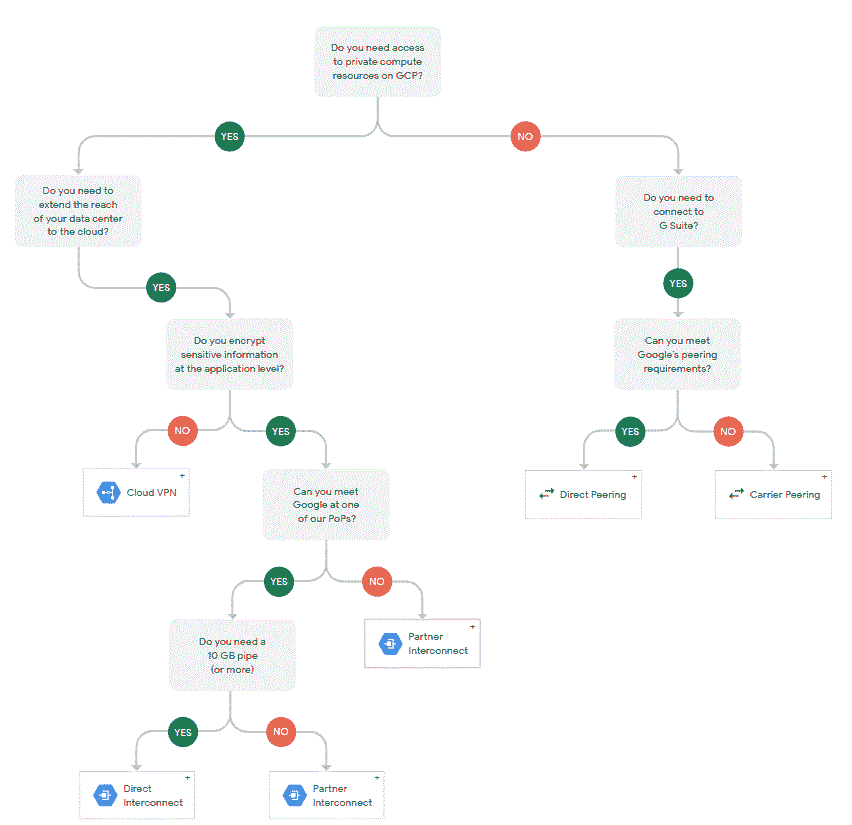 Do you need access
to private compute
resources on GCP?
YES
NO
Do you need to
extend the reach
of your data center
to the cloud?
Do you need to
connect to
G Suite?
YES
YES
Do you encrypt
sensitive information
at the application level?
Can you meet
Google's peering
requirements?
NO
YES
YES
NO
Cloud VPN
Can you meet
Google at one
of our PoPs?
Direct Peering
Carrier Peering
YES
NO
Do you need a
10 GB pipe
(or more)
Partner
Interconnect
YES
NO
Direct
Interconnect
Partner
Interconnect